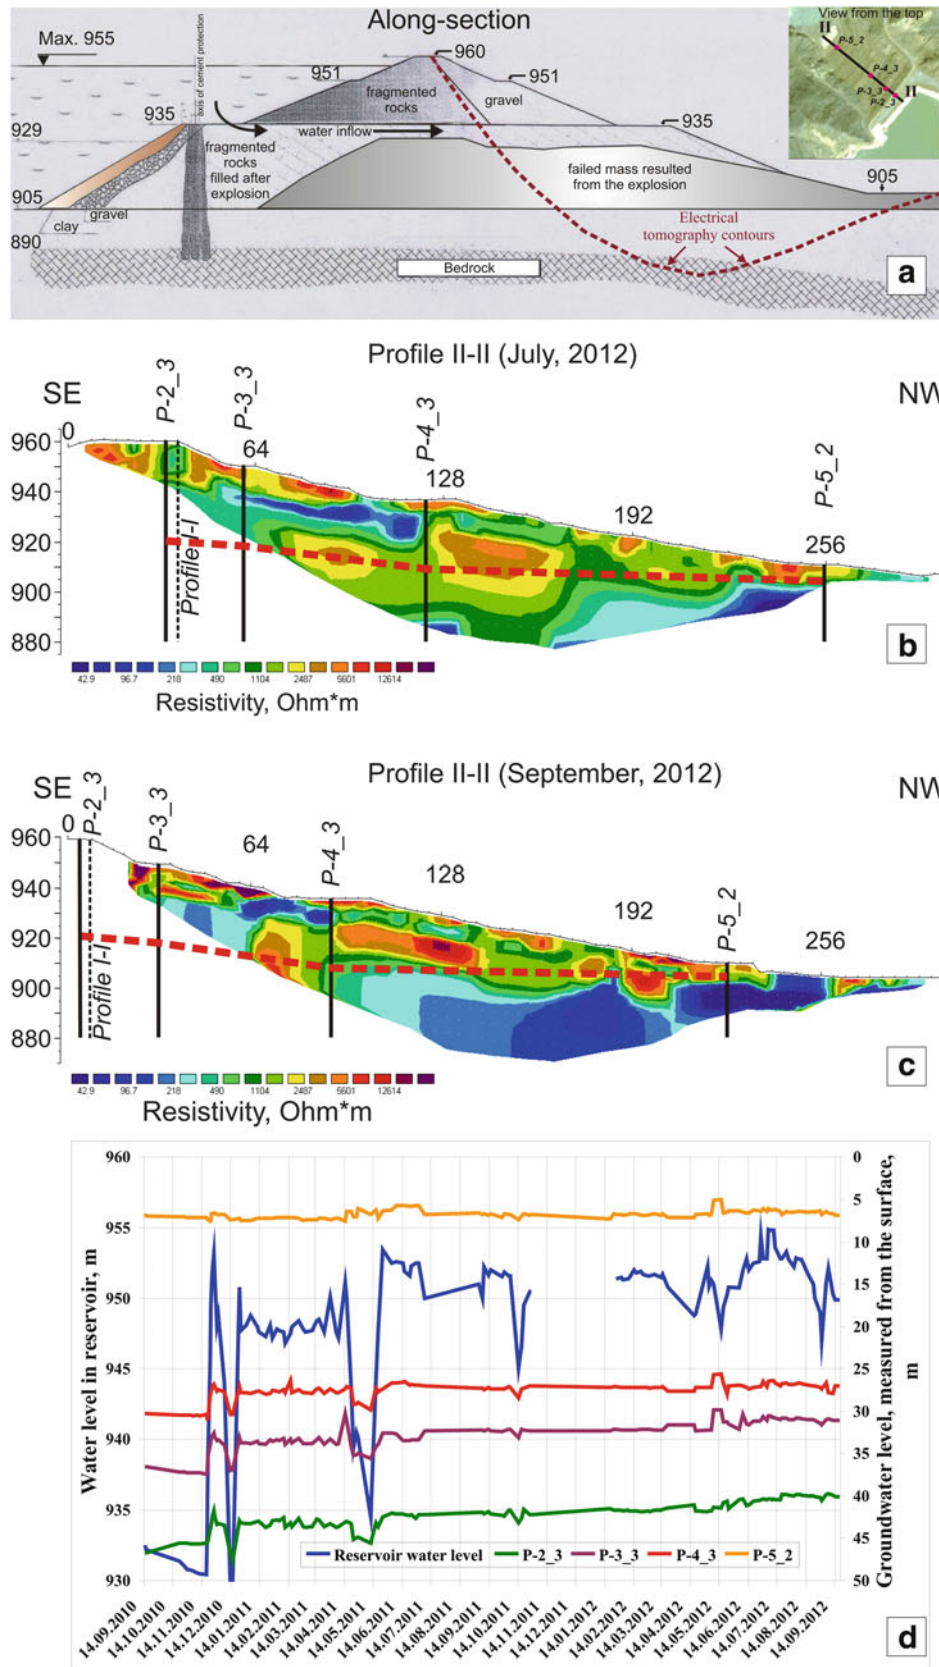 Along-section
View from the top
II
P-5_2
P-4_3
P-3_3
II
P-2_3
Max. 955
axis of cement protection
960
951
951
fragmented
rocks
gravel
935
935
929
water inflow
fragmented
rocks
filled after
explosion
failed mass resulted
from the explosion
905
905
gravel
clay
890
Electrical
tomography contours
Bedrock
a
Profile II-II (July, 2012)
SE
NW
P-2_3
P-3_3
P-4_3
P-5_2
0
64
128
192
256
960
940
920
900
880
Profile I-I
b
42.9 96.7 218 490 1104 2487 5601 12614
Resistivity, Ohm*m
Profile II-II (September, 2012)
SE
NW
P-2_3
P-3_3
P-4_3
P-5_2
0
64
128
192
256
960
940
920
900
880
Profile I-I
c
42.9 96.7 218 490 1104 2487 5601 12614
Resistivity, Ohm*m
Water level in reservoir, m
960
955
950
945
940
935
930
0
5
10
15
20
25
30
35
40
45
50
Groundwater level, measured from the surface,
m
Reservoir water level P-2_3 P-3_3 P-4_3 P-5_2
14.09.2010
14.10.2010
14.11.2010
14.12.2010
14.01.2011
14.02.2011
14.03.2011
14.04.2011
14.05.2011
14.06.2011
14.07.2011
14.08.2011
14.09.2011
14.10.2011
14.11.2011
14.12.2011
14.01.2012
14.02.2012
14.03.2012
14.04.2012
14.05.2012
14.06.2012
14.07.2012
14.08.2012
14.09.2012
d